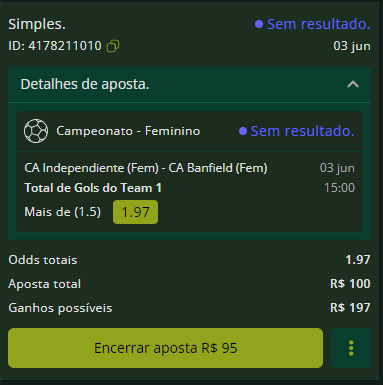 Simples.
Sem resultado.
ID: 4178211010
03 jun
Detalhes de aposta.
Campeonato - Feminino
Sem resultado.
CA Independiente (Fem) - CA Banfield (Fem)
03 jun
Total de Gols do Team 1
15:00
Mais de (1.5)
1.97
Odds totais
1.97
Aposta total
R$ 100
Ganhos possíveis
R$ 197
Encerrar aposta R$ 95